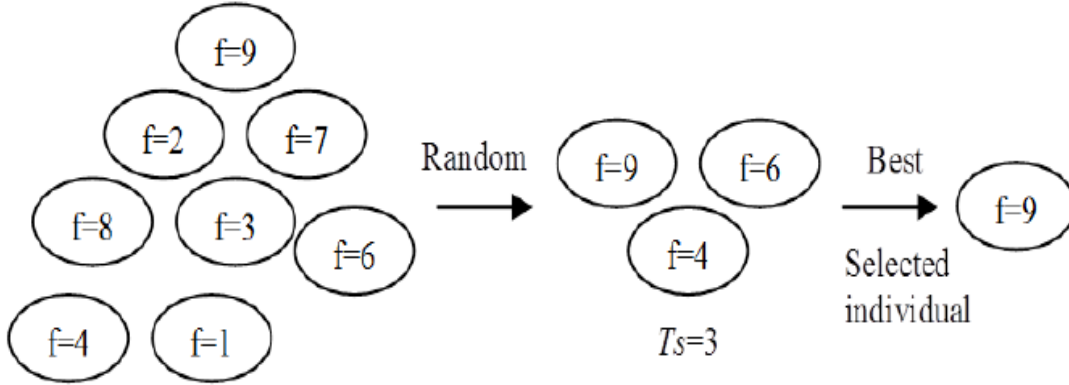 f=9
f=2
f=7
f=8
f=3
f=6
f=4
f=1
Random
f=9
f=6
f=4
Ts=3
Best
Selected
individual
f=9